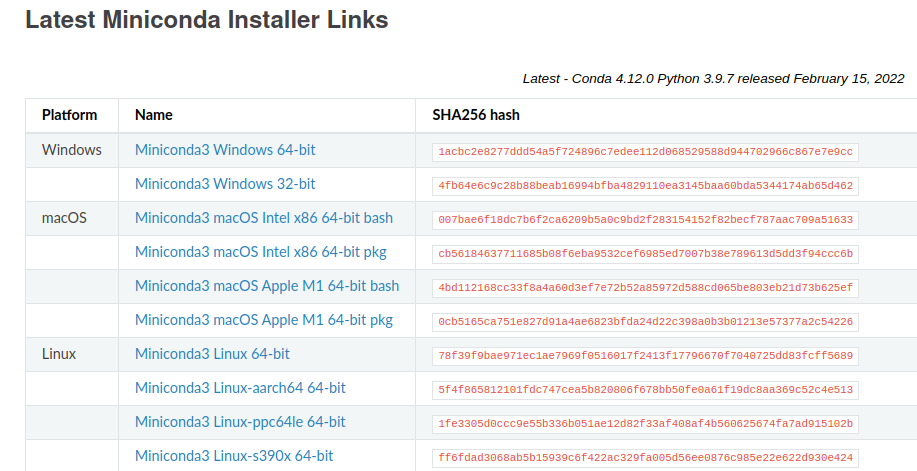 Latest Miniconda Installer Links
Latest - Conda 4.12.0 Python 3.9.7 released February 15, 2022
Platform Name SHA256 hash
Windows Miniconda3 Windows 64-bit 1acbc2e8277ddd54a5f724896c7edee112d068529588d944702966c867e7e9cc
Miniconda3 Windows 32-bit 4fb64e6c9c28b88beab16994bfba4829110ea3145baa60bda5344174ab65d462
macOS Miniconda3 macOS Intel x86 64-bit bash 007bae6f18dc7b6f2ca6209b5a0c9bd2f283154152f82becf787aac709a51633
Miniconda3 macOS Intel x86 64-bit pkg cb56184637711685b08f6eba9532cef6985ed7007b38e789613d5dd3f94ccc6b
Miniconda3 macOS Apple M1 64-bit bash 4bd112168cc33f8a4a60d3ef7e72b52a85972d588cd065be803eb21d73b625ef
Miniconda3 macOS Apple M1 64-bit pkg 0cb5165ca751e827d91a4ae6823bfda24d22c398a0b3b01213e57377a2c54226
Linux Miniconda3 Linux 64-bit 78f39f9bae971ec1ae7969f0516017f2413f17796670f7040725dd83fcff5689
Miniconda3 Linux-aarch64 64-bit 5f4f865812101fdc747cea5b820806f678bb50fe0a61f19dc8aa369c52c4e513
Miniconda3 Linux-ppc64le 64-bit 1fe3305d0ccc9e55b336b051ae12d82f33af408af4b560625674fa7ad915102b
Miniconda3 Linux-s390x 64-bit ff6fdad3068ab5b15939c6f422ac329fa005d56ee0876c985e22e622d930e424